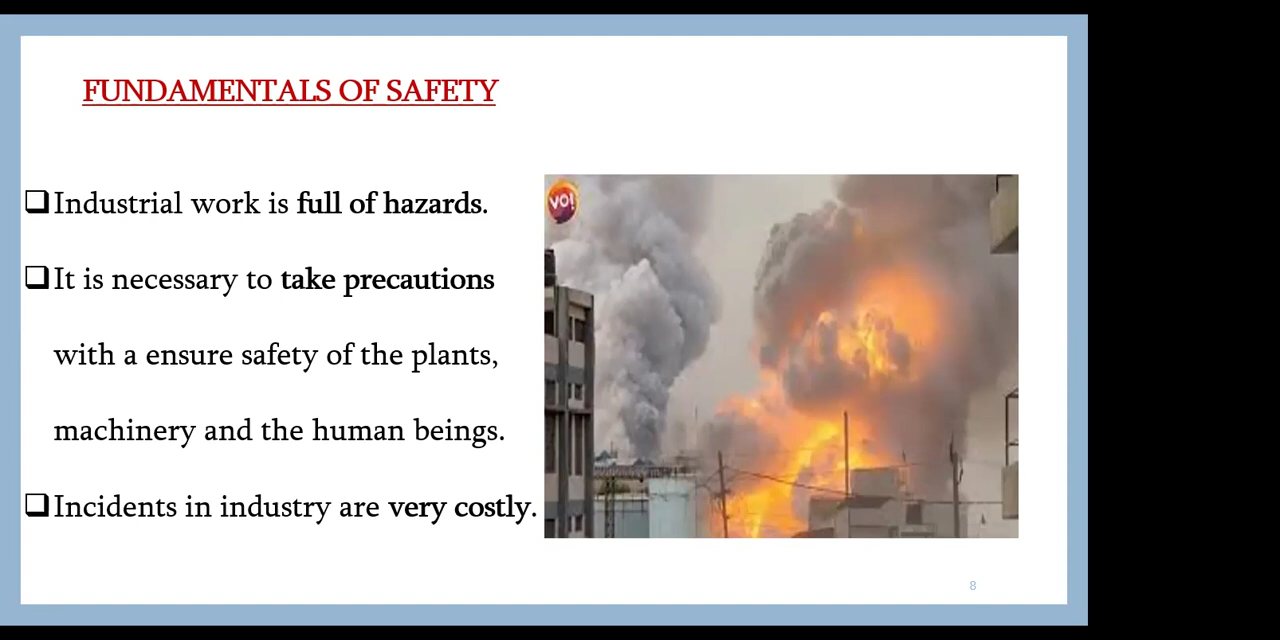 FUNDAMENTALS OF SAFETY
❑Industrial work is full of hazards.
❑It is necessary to take precautions
with a ensure safety of the plants,
machinery and the human beings.
❑Incidents in industry are very costly.
VO!
8